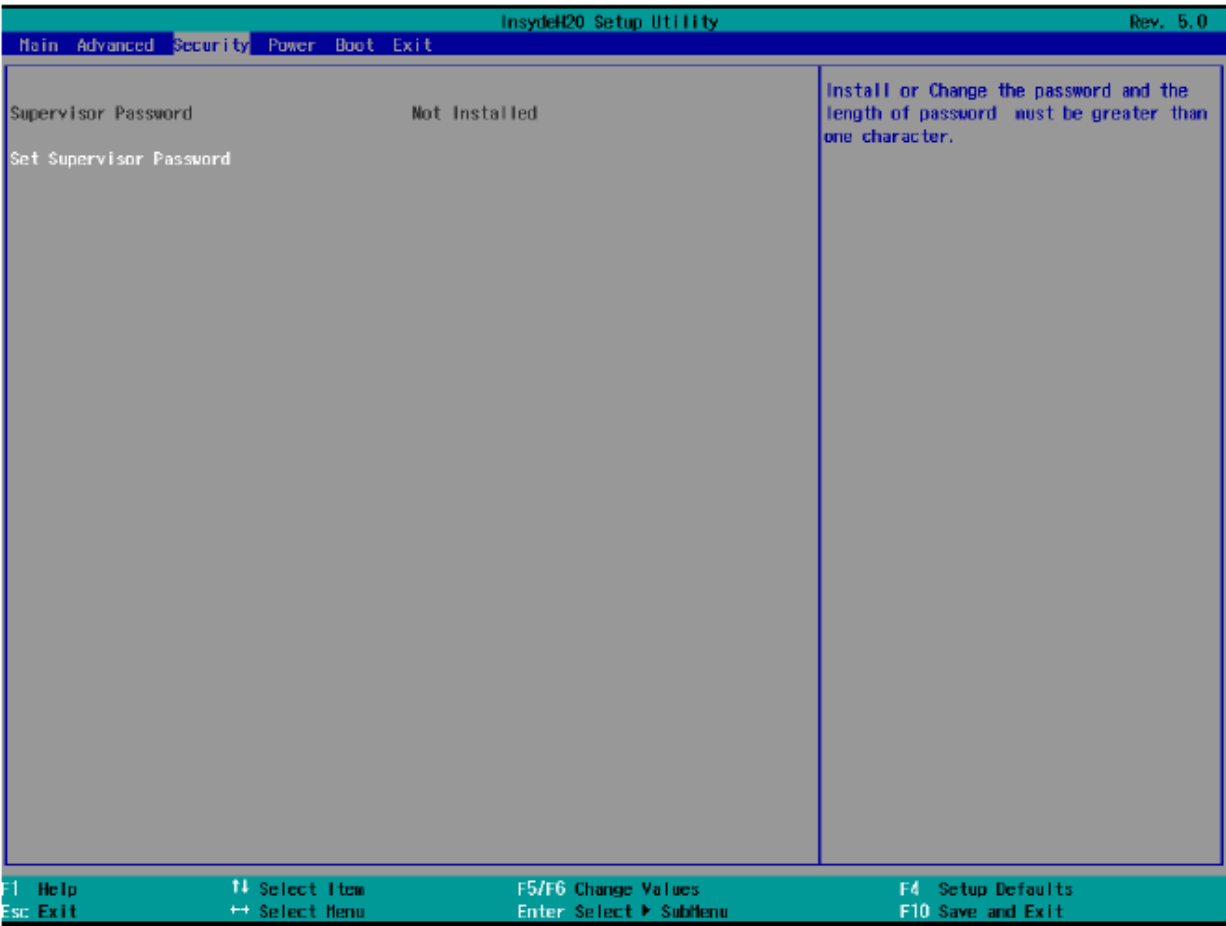 InsydeH20 Setup Utility Rev. 5.0
Main Advanced Security Power Boot Exit
Supervisor Password Not Installed
Set Supervisor Password
Install or Change the password and the
length of password must be greater than
one character.
F1 Help ↑↓ Select Item F5/F6 Change Values F4 Setup Defaults
Esc Exit ↔ Select Menu Enter Select ▶ SubMenu F10 Save and Exit